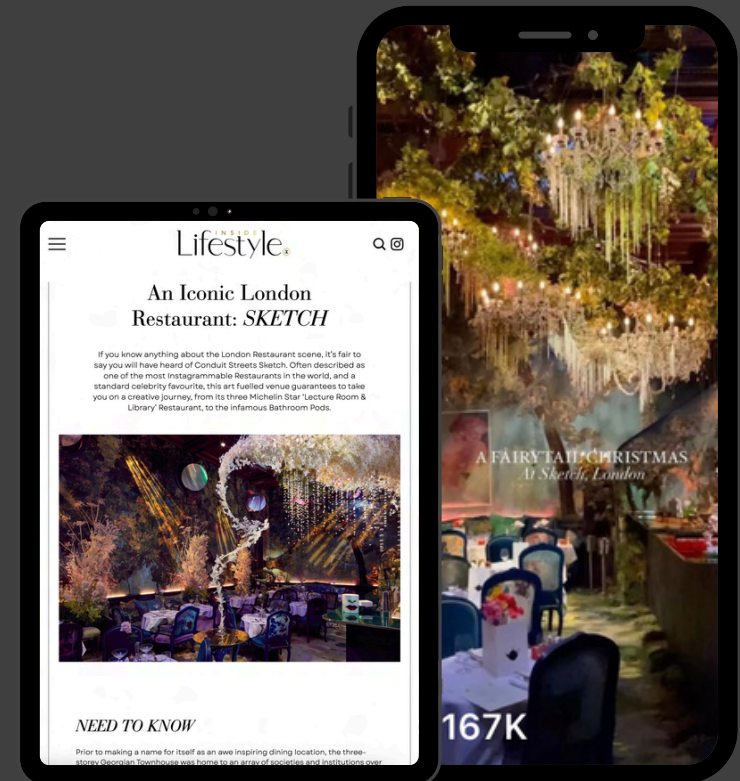 INSIDE
Lifestyle.
An Iconic London
Restaurant: SKETCH
If you know anything about the London Restaurant scene, it's fair to
say you will have heard of Conduit Streets Sketch. Often described as
one of the most Instagrammable Restaurants in the world, and a
standard celebrity favourite, this art fuelled venue guarantees to take
you on a creative journey, from its three Michelin Star 'Lecture Room &
Library' Restaurant, to the infamous Bathroom Pods.
NEED TO KNOW
Prior to making a name for itself as an awe inspiring dining location, the three-
storey Georgian Townhouse was home to an array of societies and institutions over
A FAIRYTAIL CHRISTMAS
At Sketch, London
167K